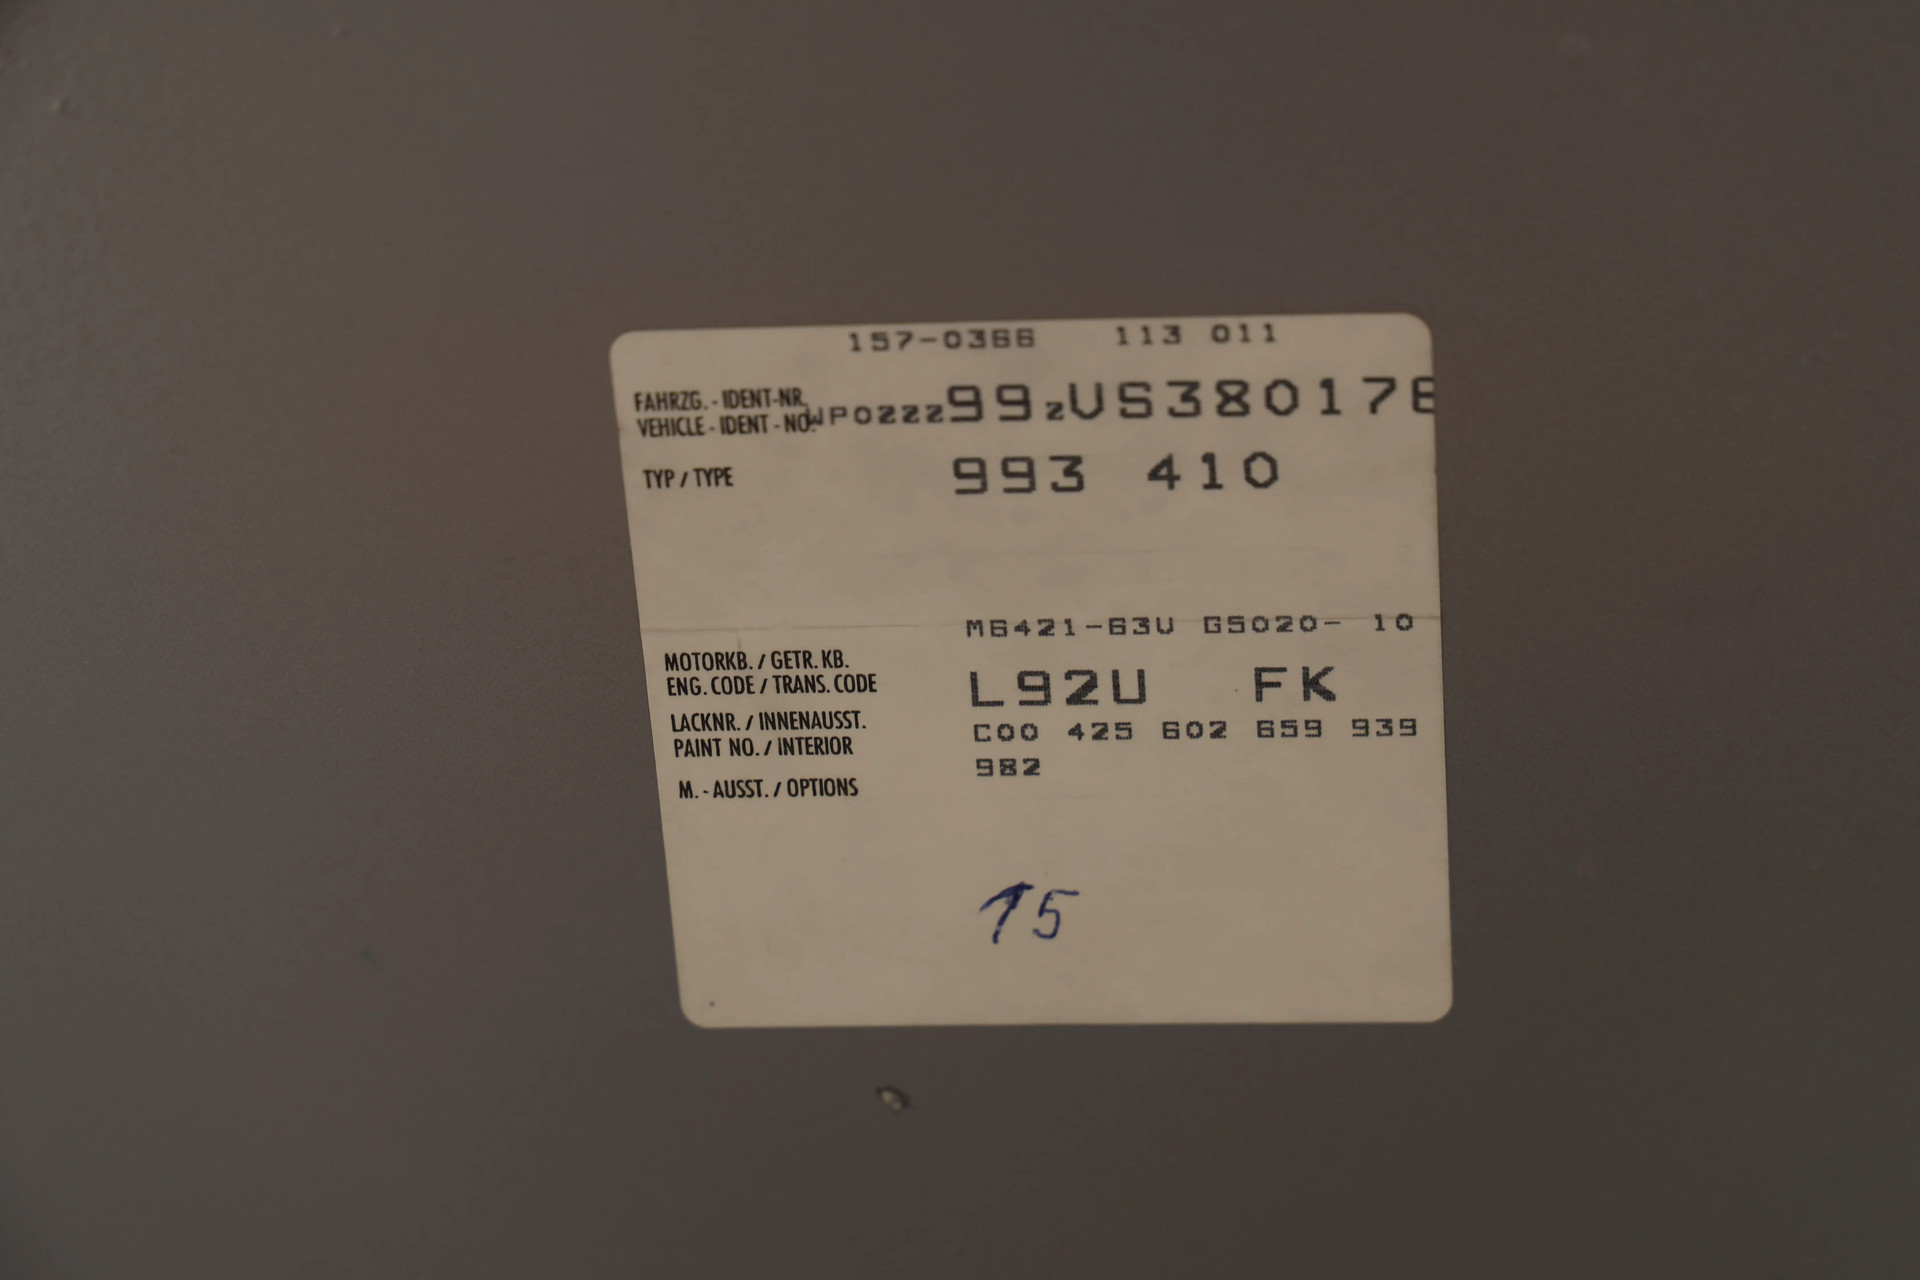 157-0366 113 011
FAHRZG. - IDENT-NR.
VEHICLE - IDENT - NO. WP0ZZZ99ZVS38017
TYP / TYPE 993 410
M6421-63V G5020- 10
MOTORKB. / GETR. KB.
ENG. CODE / TRANS. CODE L92U FK
LACKNR. / INNENAUSST. C00 425 602 659 939
PAINT NO. / INTERIOR 982
M. - AUSST. / OPTIONS
15